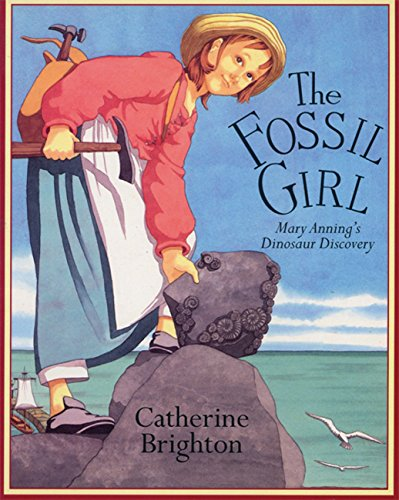 The
FOSSIL
GIRL
Mary Anning's
Dinosaur Discovery
Catherine
Brighton